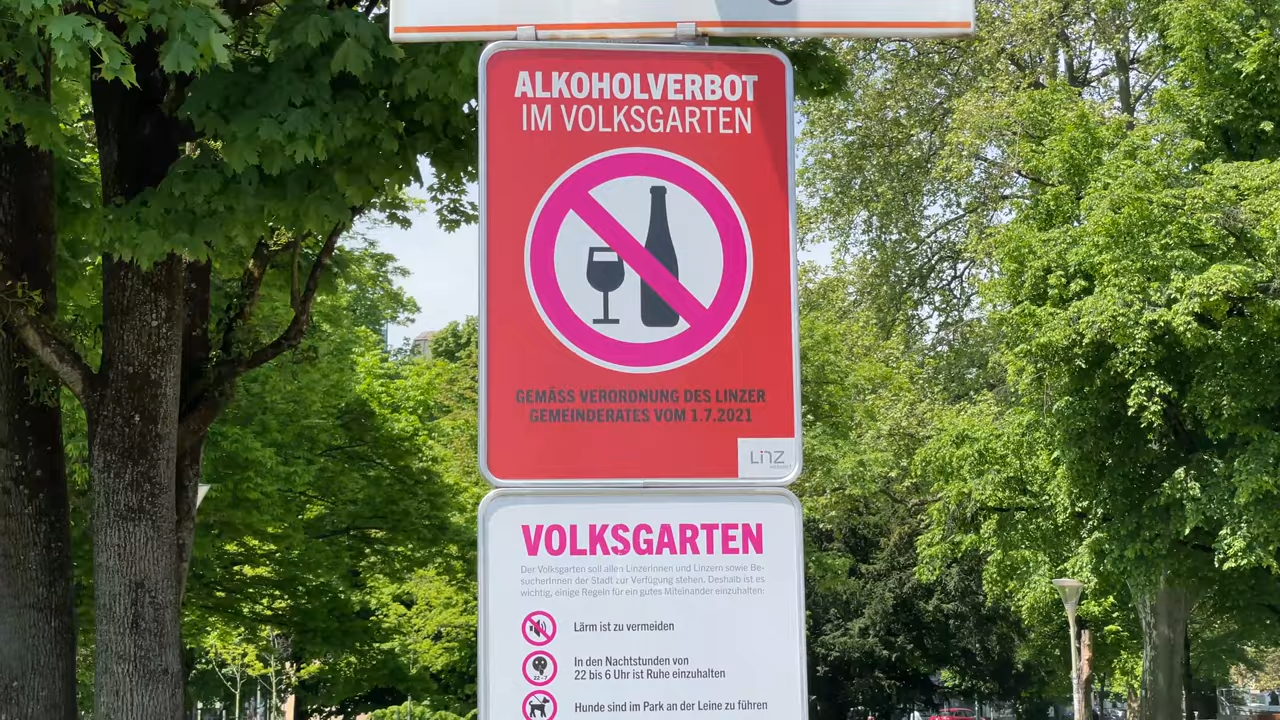 ALKOHOLVERBOT
IM VOLKSGARTEN
GEMÄSS VERORDNUNG DES LINZER
GEMEINDERATES VOM 1.7.2021
LinZ
VOLKSGARTEN
Der Volksgarten soll allen Linzerinnen und Linzern sowie Be-
sucherInnen der Stadt zur Verfügung stehen. Deshalb ist es
wichtig, einige Regeln für ein gutes Miteinander einzuhalten:
Lärm ist zu vermeiden
In den Nachtstunden von
22 bis 6 Uhr ist Ruhe einzuhalten
Hunde sind im Park an der Leine zu führen